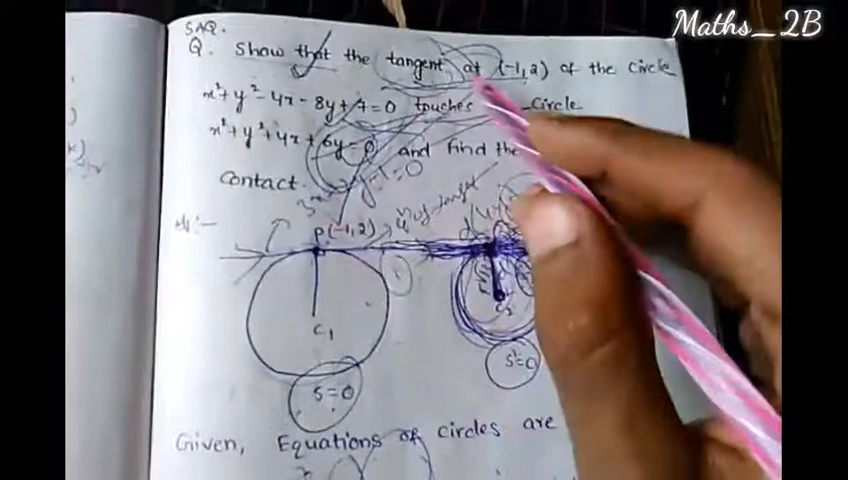 Maths_2B
SAQ.
Q. Show that the tangent at (-1,2) of the circle
x²+y²-4x-8y+7=0 touches circle
x²+y²+4x+6y=0 and find the
Contact.
P(-1,2)
C₁
C₂
S=0
S'=0
Given, Equations of circles are